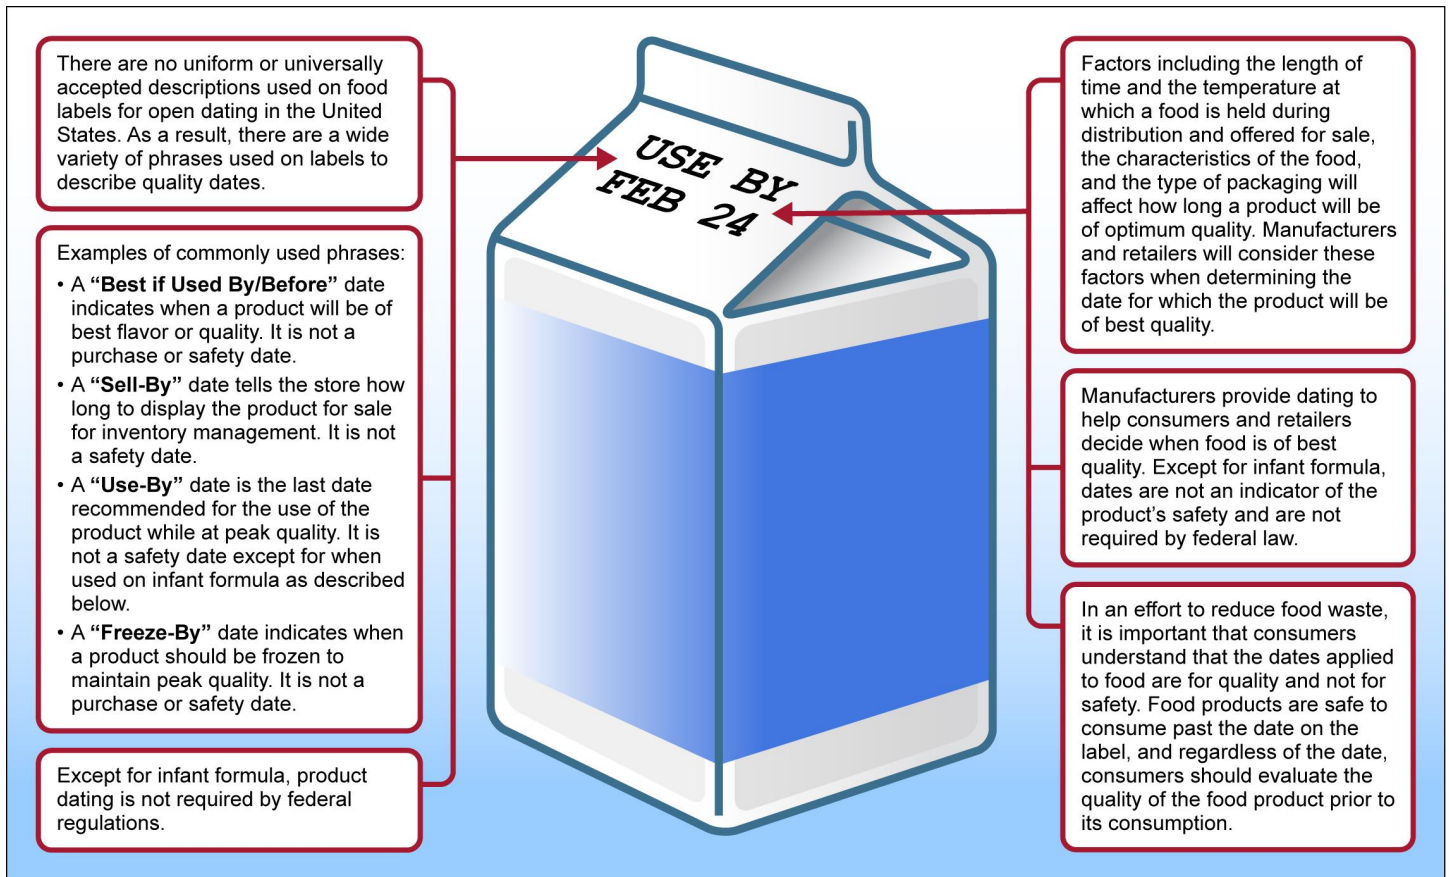 There are no uniform or universally
accepted descriptions used on food
labels for open dating in the United
States. As a result, there are a wide
variety of phrases used on labels to
describe quality dates.
Examples of commonly used phrases:
• A “Best if Used By/Before” date
indicates when a product will be of
best flavor or quality. It is not a
purchase or safety date.
• A “Sell-By” date tells the store how
long to display the product for sale
for inventory management. It is not
a safety date.
• A “Use-By” date is the last date
recommended for the use of the
product while at peak quality. It is
not a safety date except for when
used on infant formula as described
below.
• A “Freeze-By” date indicates when
a product should be frozen to
maintain peak quality. It is not a
purchase or safety date.
Except for infant formula, product
dating is not required by federal
regulations.
USE BY
FEB 24
Factors including the length of
time and the temperature at
which a food is held during
distribution and offered for sale,
the characteristics of the food,
and the type of packaging will
affect how long a product will be
of optimum quality. Manufacturers
and retailers will consider these
factors when determining the
date for which the product will be
of best quality.
Manufacturers provide dating to
help consumers and retailers
decide when food is of best
quality. Except for infant formula,
dates are not an indicator of the
product’s safety and are not
required by federal law.
In an effort to reduce food waste,
it is important that consumers
understand that the dates applied
to food are for quality and not for
safety. Food products are safe to
consume past the date on the
label, and regardless of the date,
consumers should evaluate the
quality of the food product prior to
its consumption.